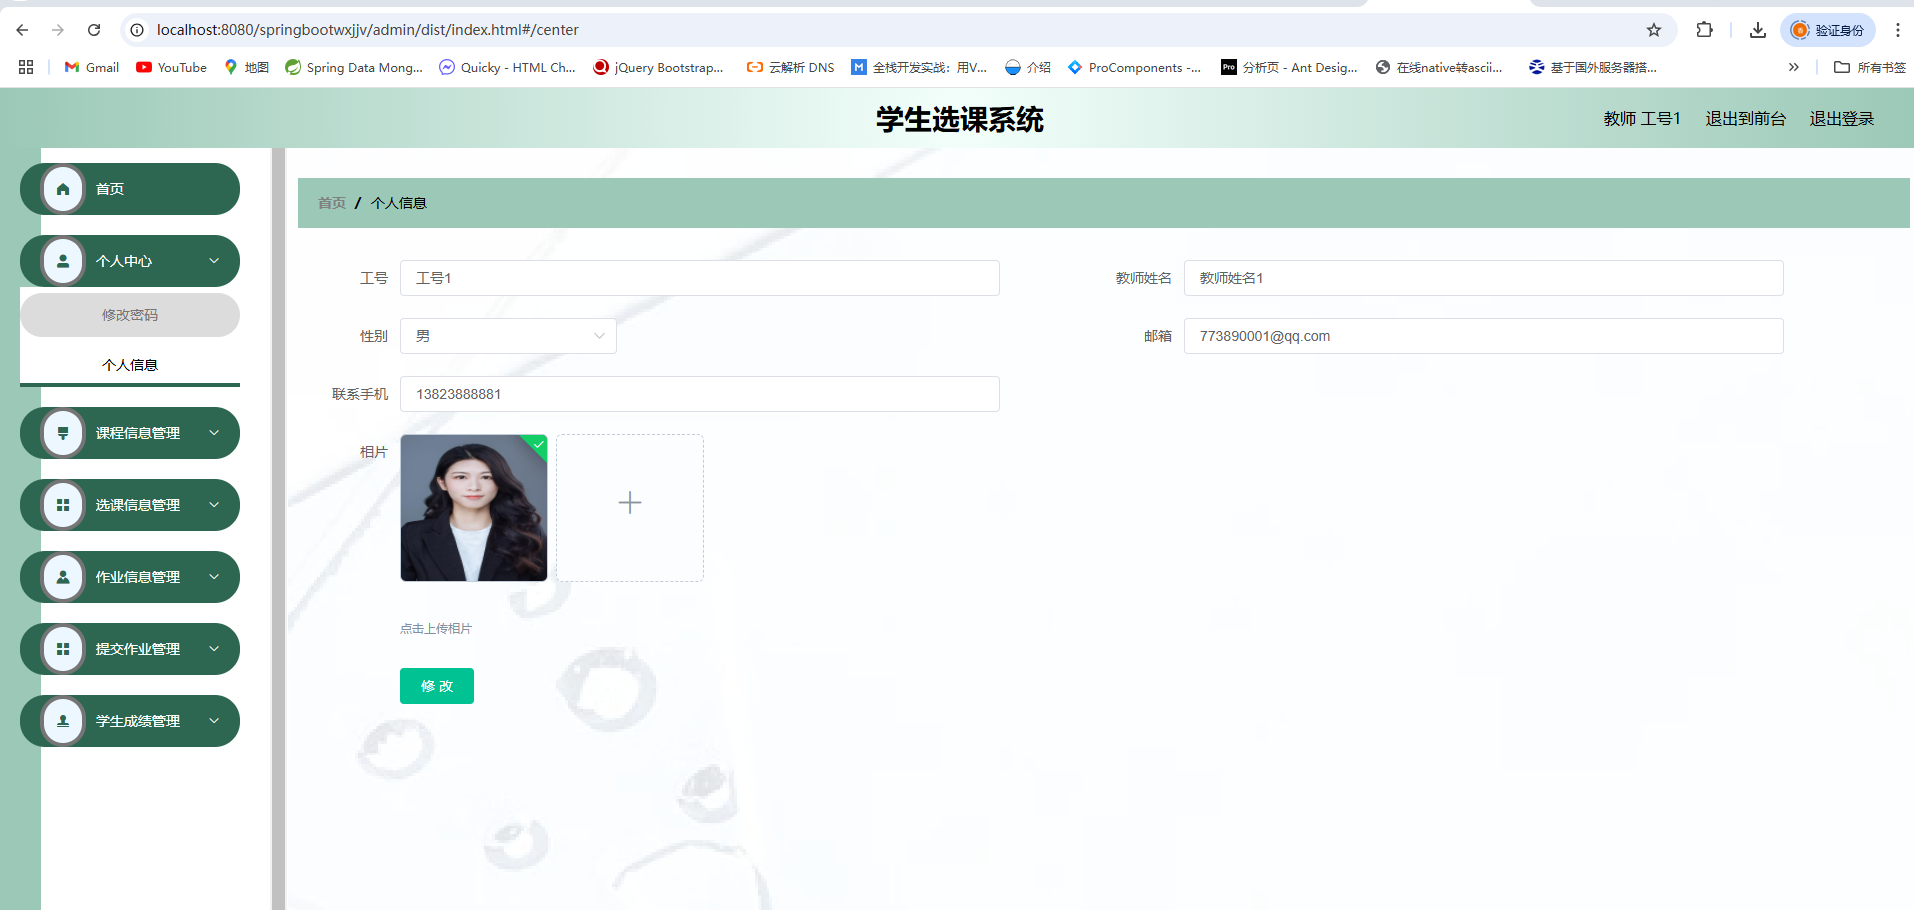 localhost:8080/springbootwxjjv/admin/dist/index.html#/center
验证身份
Gmail
YouTube
地图
Spring Data Mong...
Quicky - HTML Ch...
jQuery Bootstrap...
云解析 DNS
M
全栈开发实战：用V...
介绍
ProComponents -...
Pro
分析页 - Ant Desig...
在线native转ascii...
基于国外服务器搭...
所有书签
学生选课系统
教师 工号1
退出到前台
退出登录
首页
首页 / 个人信息
个人中心
修改密码
个人信息
课程信息管理
选课信息管理
作业信息管理
提交作业管理
学生成绩管理
工号
工号1
教师姓名
教师姓名1
性别
男
邮箱
773890001@qq.com
联系手机
13823888881
相片
点击上传相片
修 改